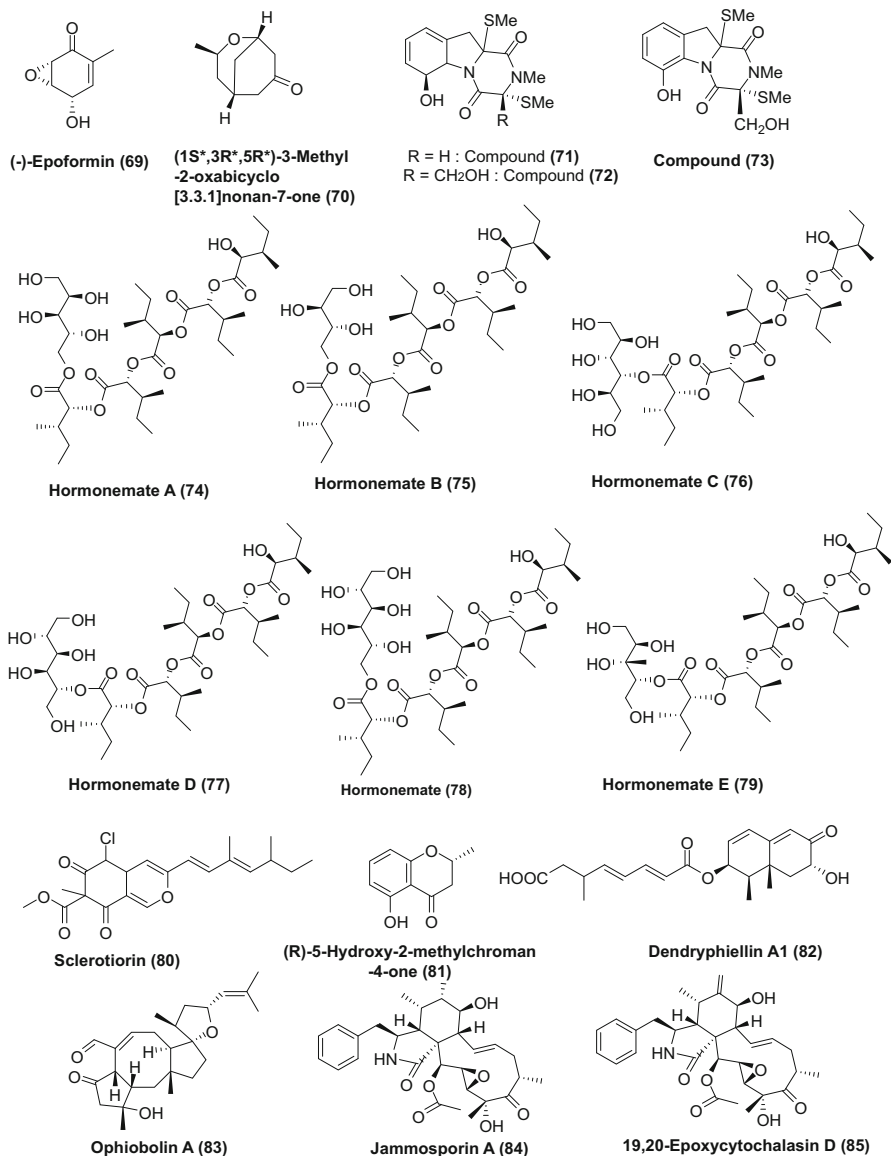 O
O
OH
(-)-Epoformin (69)
H
O
O
H
(1S*,3R*,5R*)-3-Methyl
-2-oxabicyclo
[3.3.1]nonan-7-one (70)
SMe
O
N
NMe
OH
O
SMe
R
R = H : Compound (71)
R = CH2OH : Compound (72)
SMe
O
N
NMe
OH
O
SMe
CH2OH
Compound (73)
HO
OH
HO
OH
O
O
O
O
O
O
O
O
O
HO
O
Hormonemate A (74)
OH
HO
OH
O
O
O
O
O
O
O
O
O
HO
O
Hormonemate B (75)
HO
OH
HO
O
HO
HO
O
O
O
O
O
O
O
O
HO
O
Hormonemate C (76)
OH
HO
OH
HO
O
OH
O
O
O
O
O
O
O
O
HO
O
Hormonemate D (77)
OH
HO
OH
HO
OH
O
O
O
O
O
O
O
O
O
HO
O
Hormonemate (78)
HO
OH
HO
O
HO
O
O
O
O
O
O
O
O
HO
O
Hormonemate E (79)
Cl
O
O
O
O
O
Sclerotiorin (80)
O
OH
O
(R)-5-Hydroxy-2-methylchroman
-4-one (81)
HOOC
O
O
O
OH
Dendryphiellin A1 (82)
O
O
H
H
H
O
OH
Ophiobolin A (83)
OH
H
H
HN
O
O
O
O
O
OH
Jammosporin A (84)
OH
H
H
HN
O
O
O
O
O
OH
19,20-Epoxycytochalasin D (85)